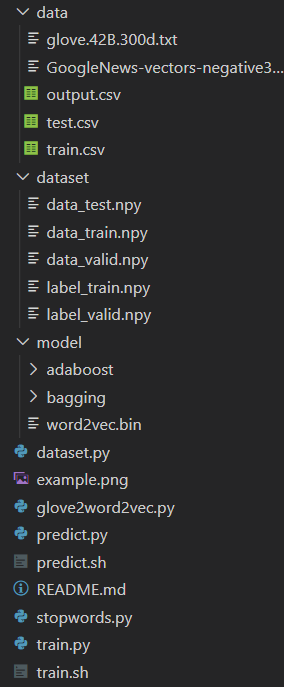 data
glove.42B.300d.txt
GoogleNews-vectors-negative3...
output.csv
test.csv
train.csv
dataset
data_test.npy
data_train.npy
data_valid.npy
label_train.npy
label_valid.npy
model
adaboost
bagging
word2vec.bin
dataset.py
example.png
glove2word2vec.py
predict.py
predict.sh
README.md
stopwords.py
train.py
train.sh